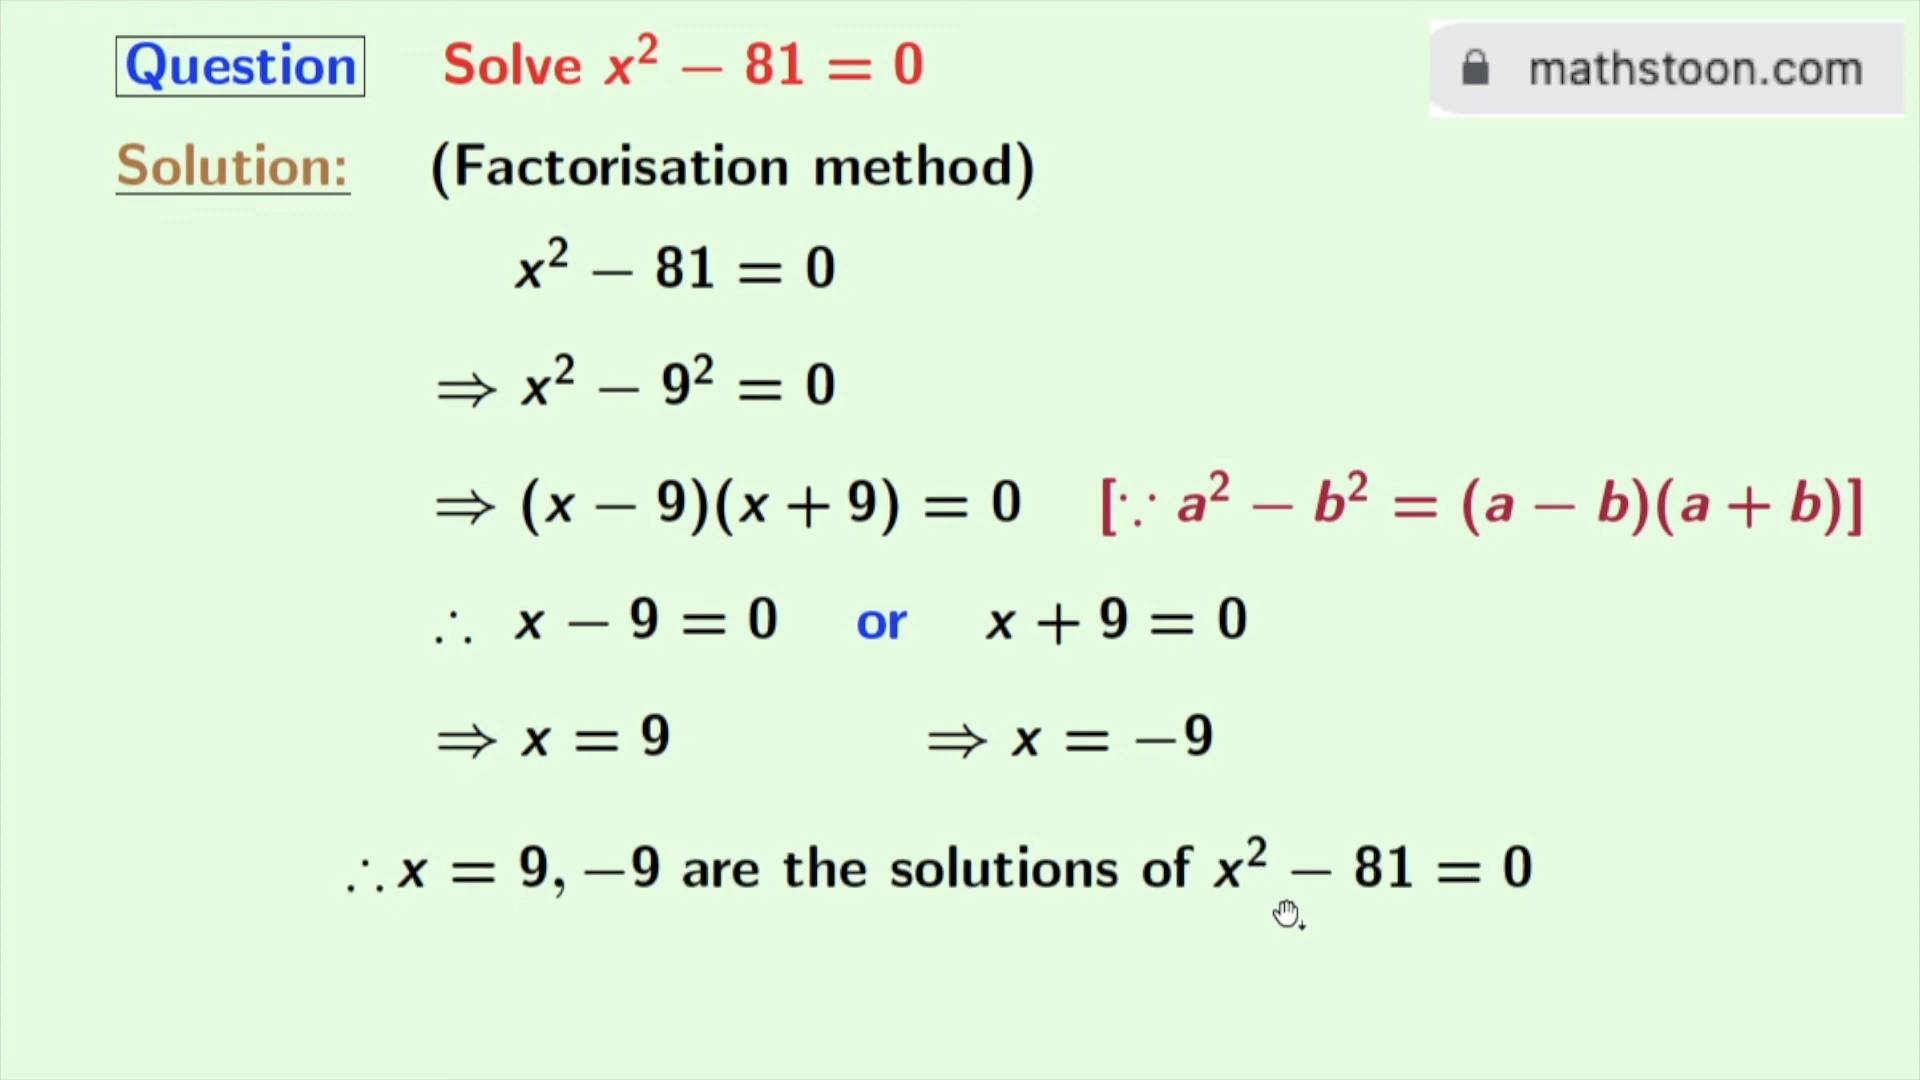 Question Solve x² − 81 = 0 mathstoon.com
Solution: (Factorisation method)
x² − 81 = 0
⇒ x² − 9² = 0
⇒ (x − 9)(x + 9) = 0 [∵ a² − b² = (a − b)(a + b)]
∴ x − 9 = 0 or x + 9 = 0
⇒ x = 9 ⇒ x = −9
∴ x = 9, −9 are the solutions of x² − 81 = 0